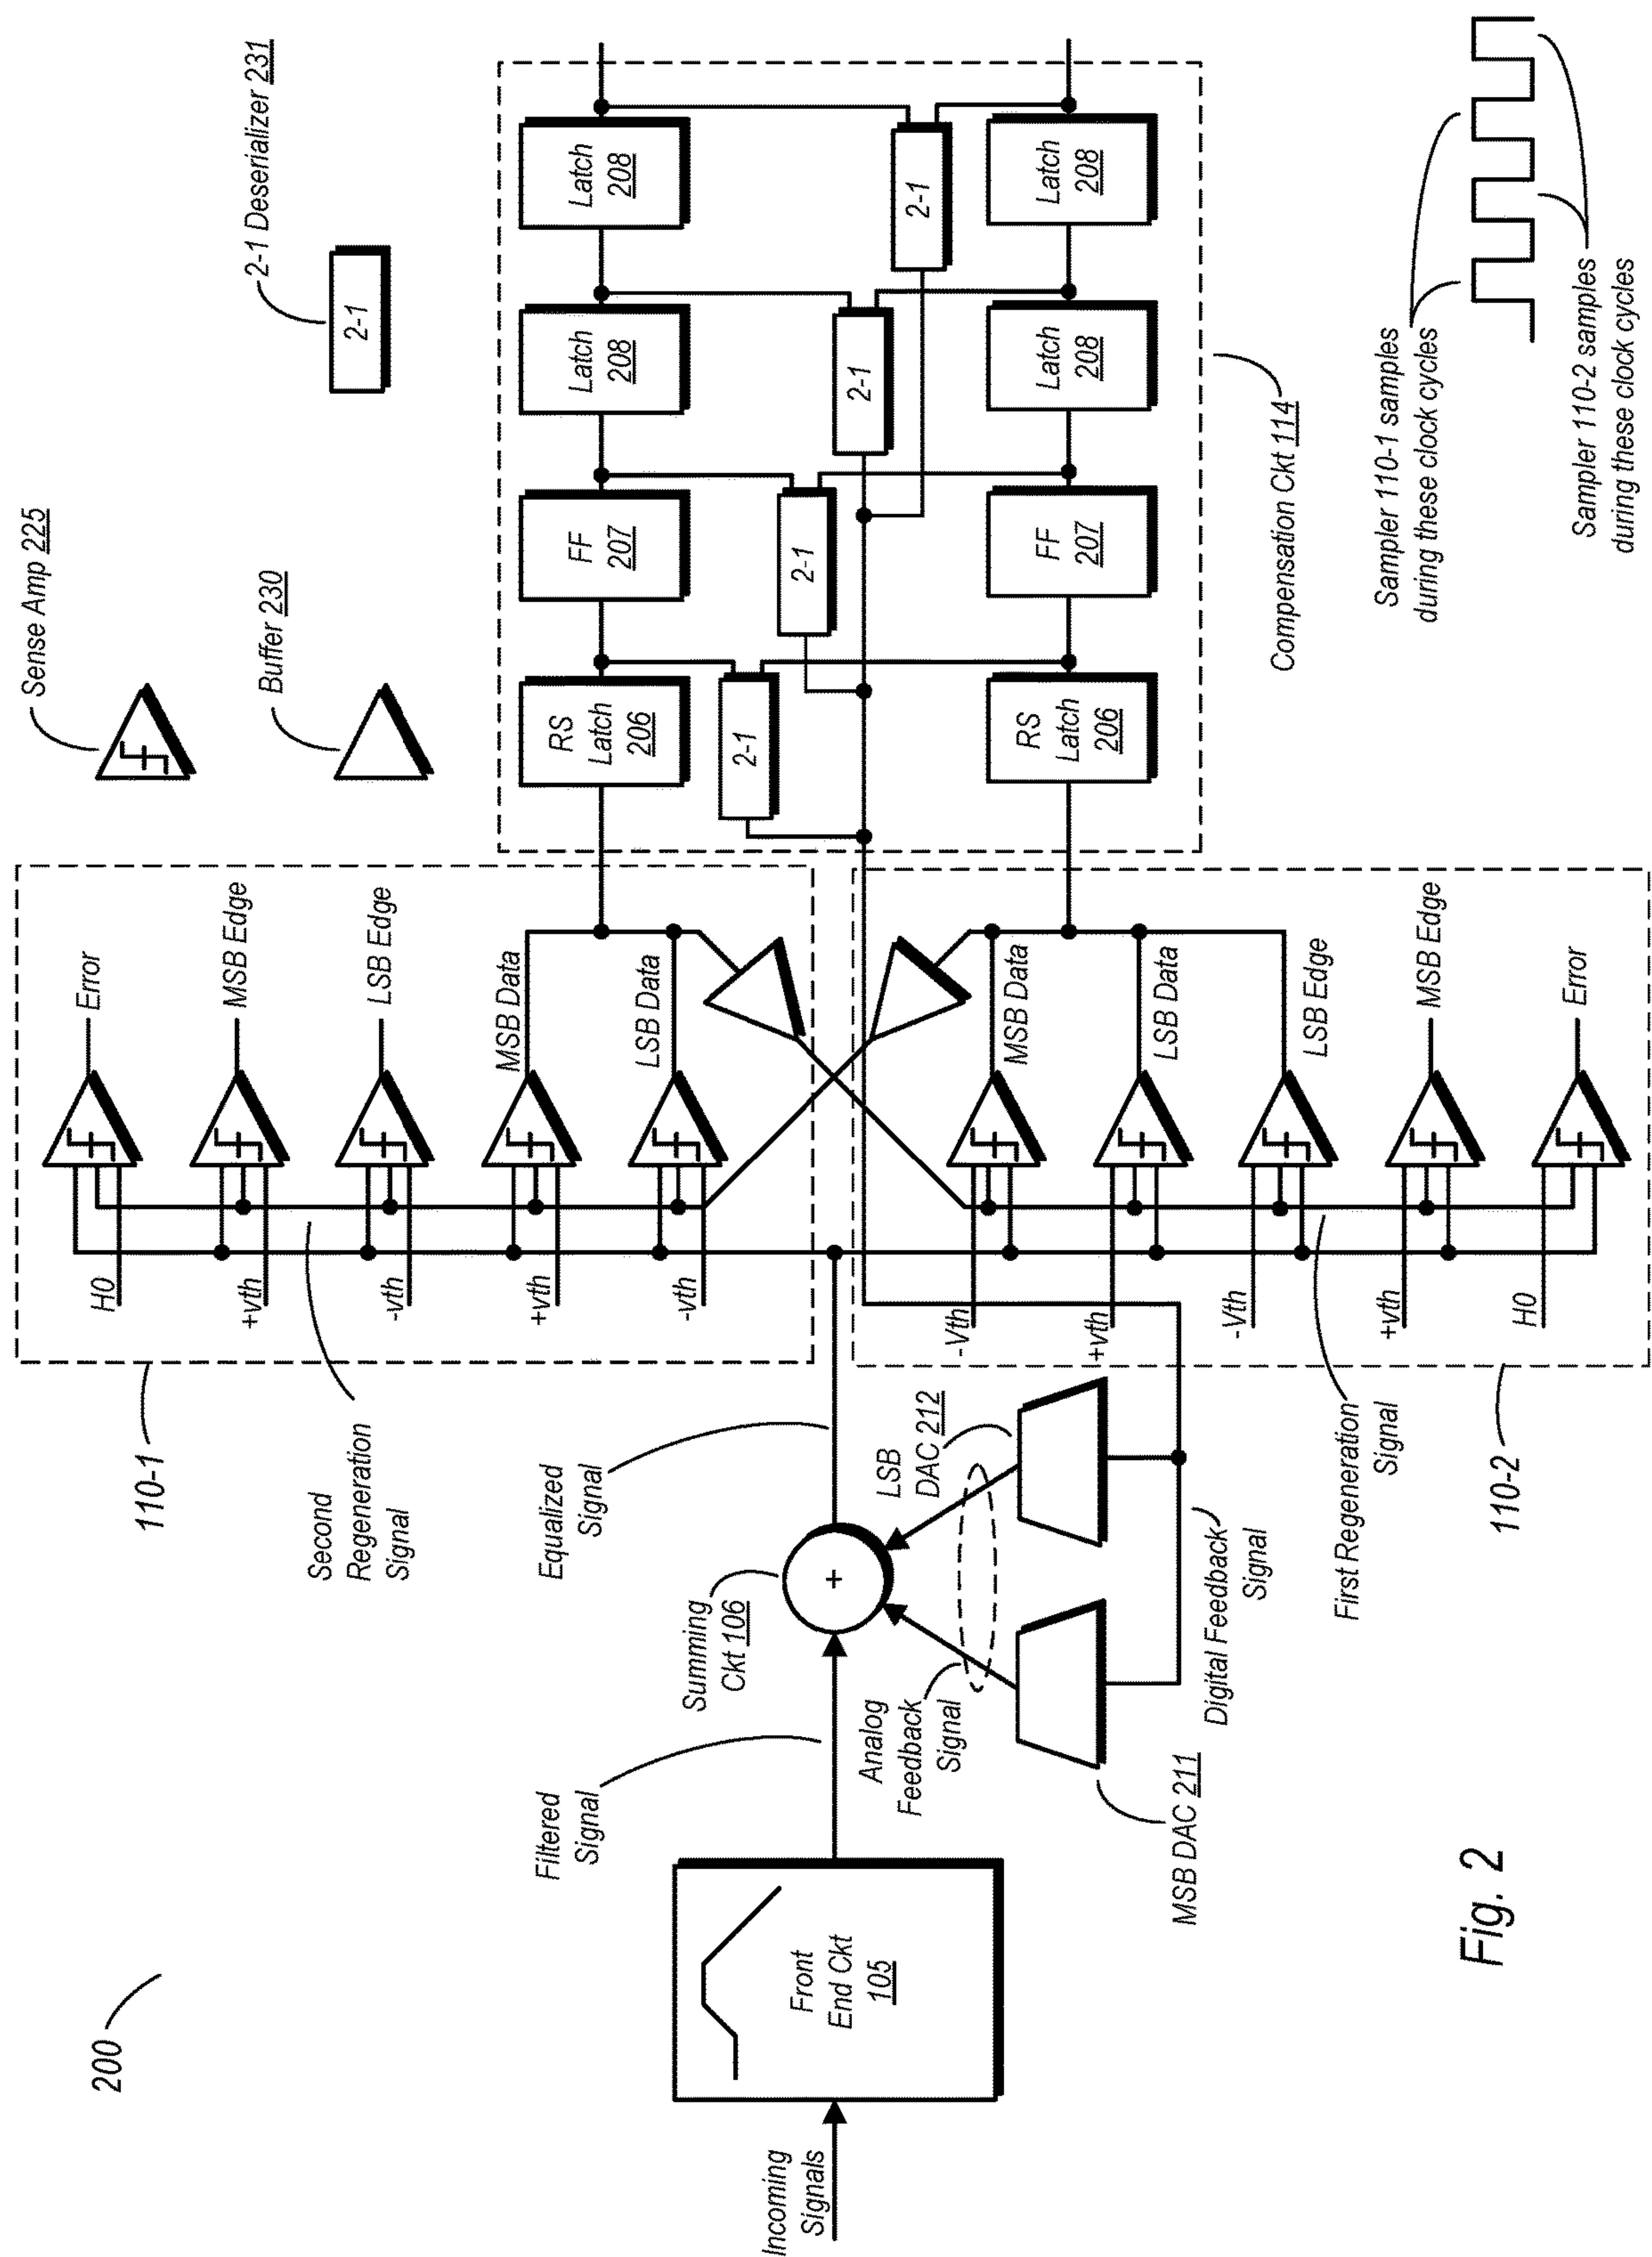 200
Incoming
Signals
Front
End Ckt
105
Filtered
Signal
Summing
Ckt 106
+
Equalized
Signal
Analog
Feedback
Signal
MSB DAC 211
LSB
DAC 212
Digital Feedback
Signal
110-1
Second
Regeneration
Signal
H0
+vth
-vth
+vth
-vth
Error
MSB Edge
LSB Edge
MSB Data
LSB Data
110-2
First Regeneration
Signal
-Vth
+vth
-Vth
+vth
H0
MSB Data
LSB Data
LSB Edge
MSB Edge
Error
Sense Amp 225
Buffer 230
2-1 Deserializer 231
2-1
RS
Latch
206
FF
207
Latch
208
Latch
208
2-1
2-1
2-1
2-1
RS
Latch
206
FF
207
Latch
208
Latch
208
Compensation Ckt 114
Sampler 110-1 samples
during these clock cycles
Sampler 110-2 samples
during these clock cycles
Fig. 2